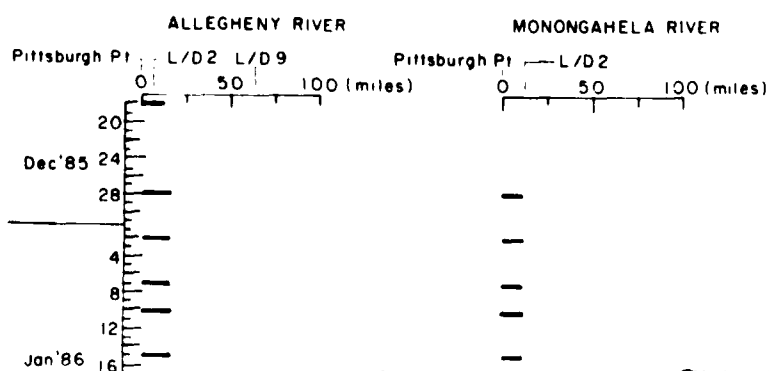 ALLEGHENY RIVER MONONGAHELA RIVER
Pittsburgh Pt L/D2 L/D9 Pittsburgh Pt L/D2
0 50 100 (miles) 0 50 100 (miles)
20
Dec'85 24
28
4
8
12
Jan'86 16